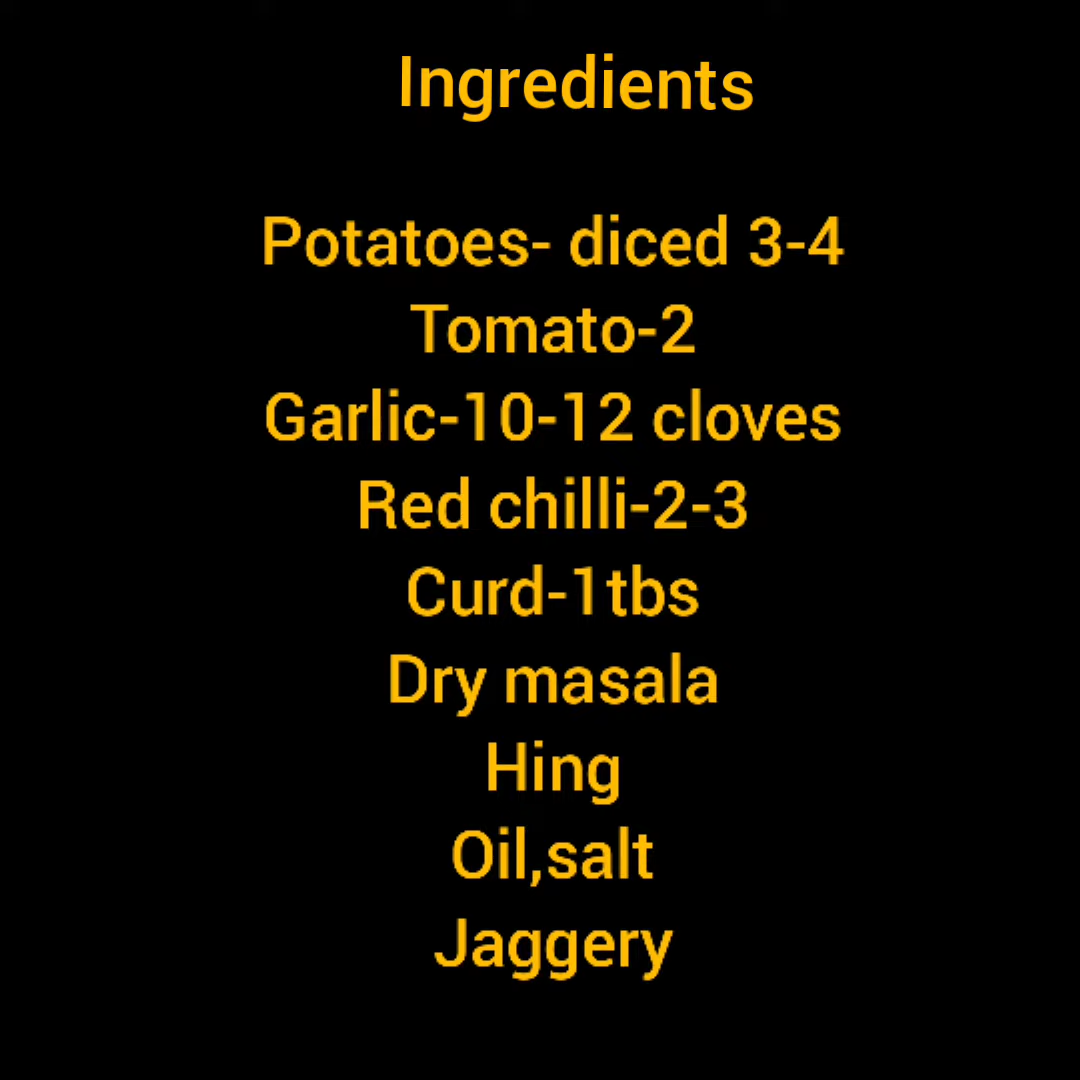 Ingredients
Potatoes- diced 3-4
Tomato-2
Garlic-10-12 cloves
Red chilli-2-3
Curd-1tbs
Dry masala
Hing
Oil,salt
Jaggery